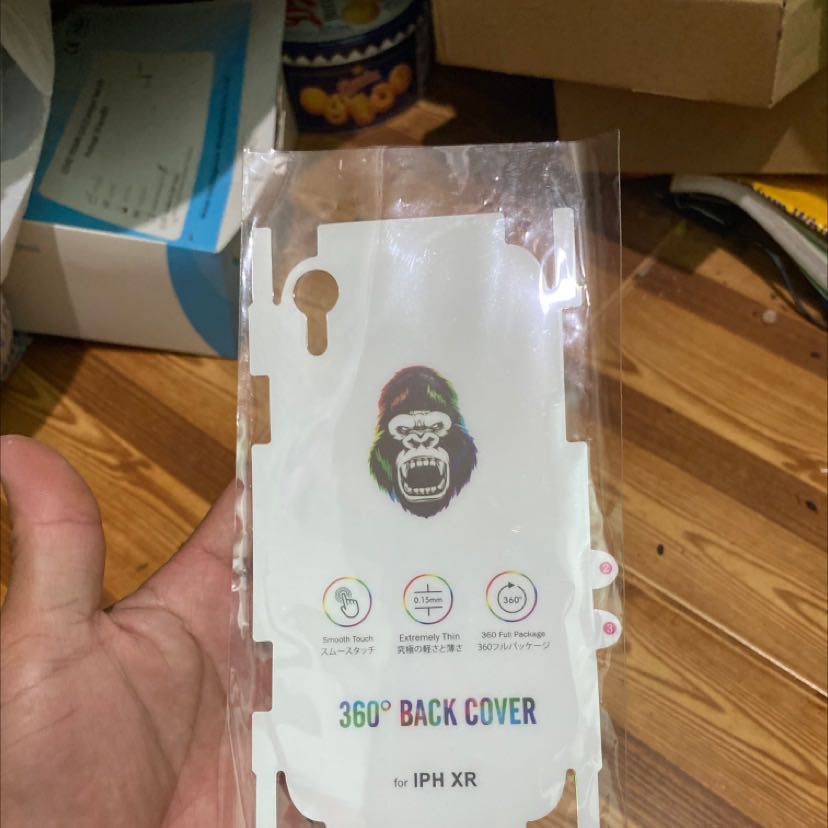 0.15mm
360°
Smooth Touch
スムースタッチ
Extremely Thin
究極の軽さと薄さ
360 Full Package
360フルパッケージ
2
3
360° BACK COVER
for IPH XR